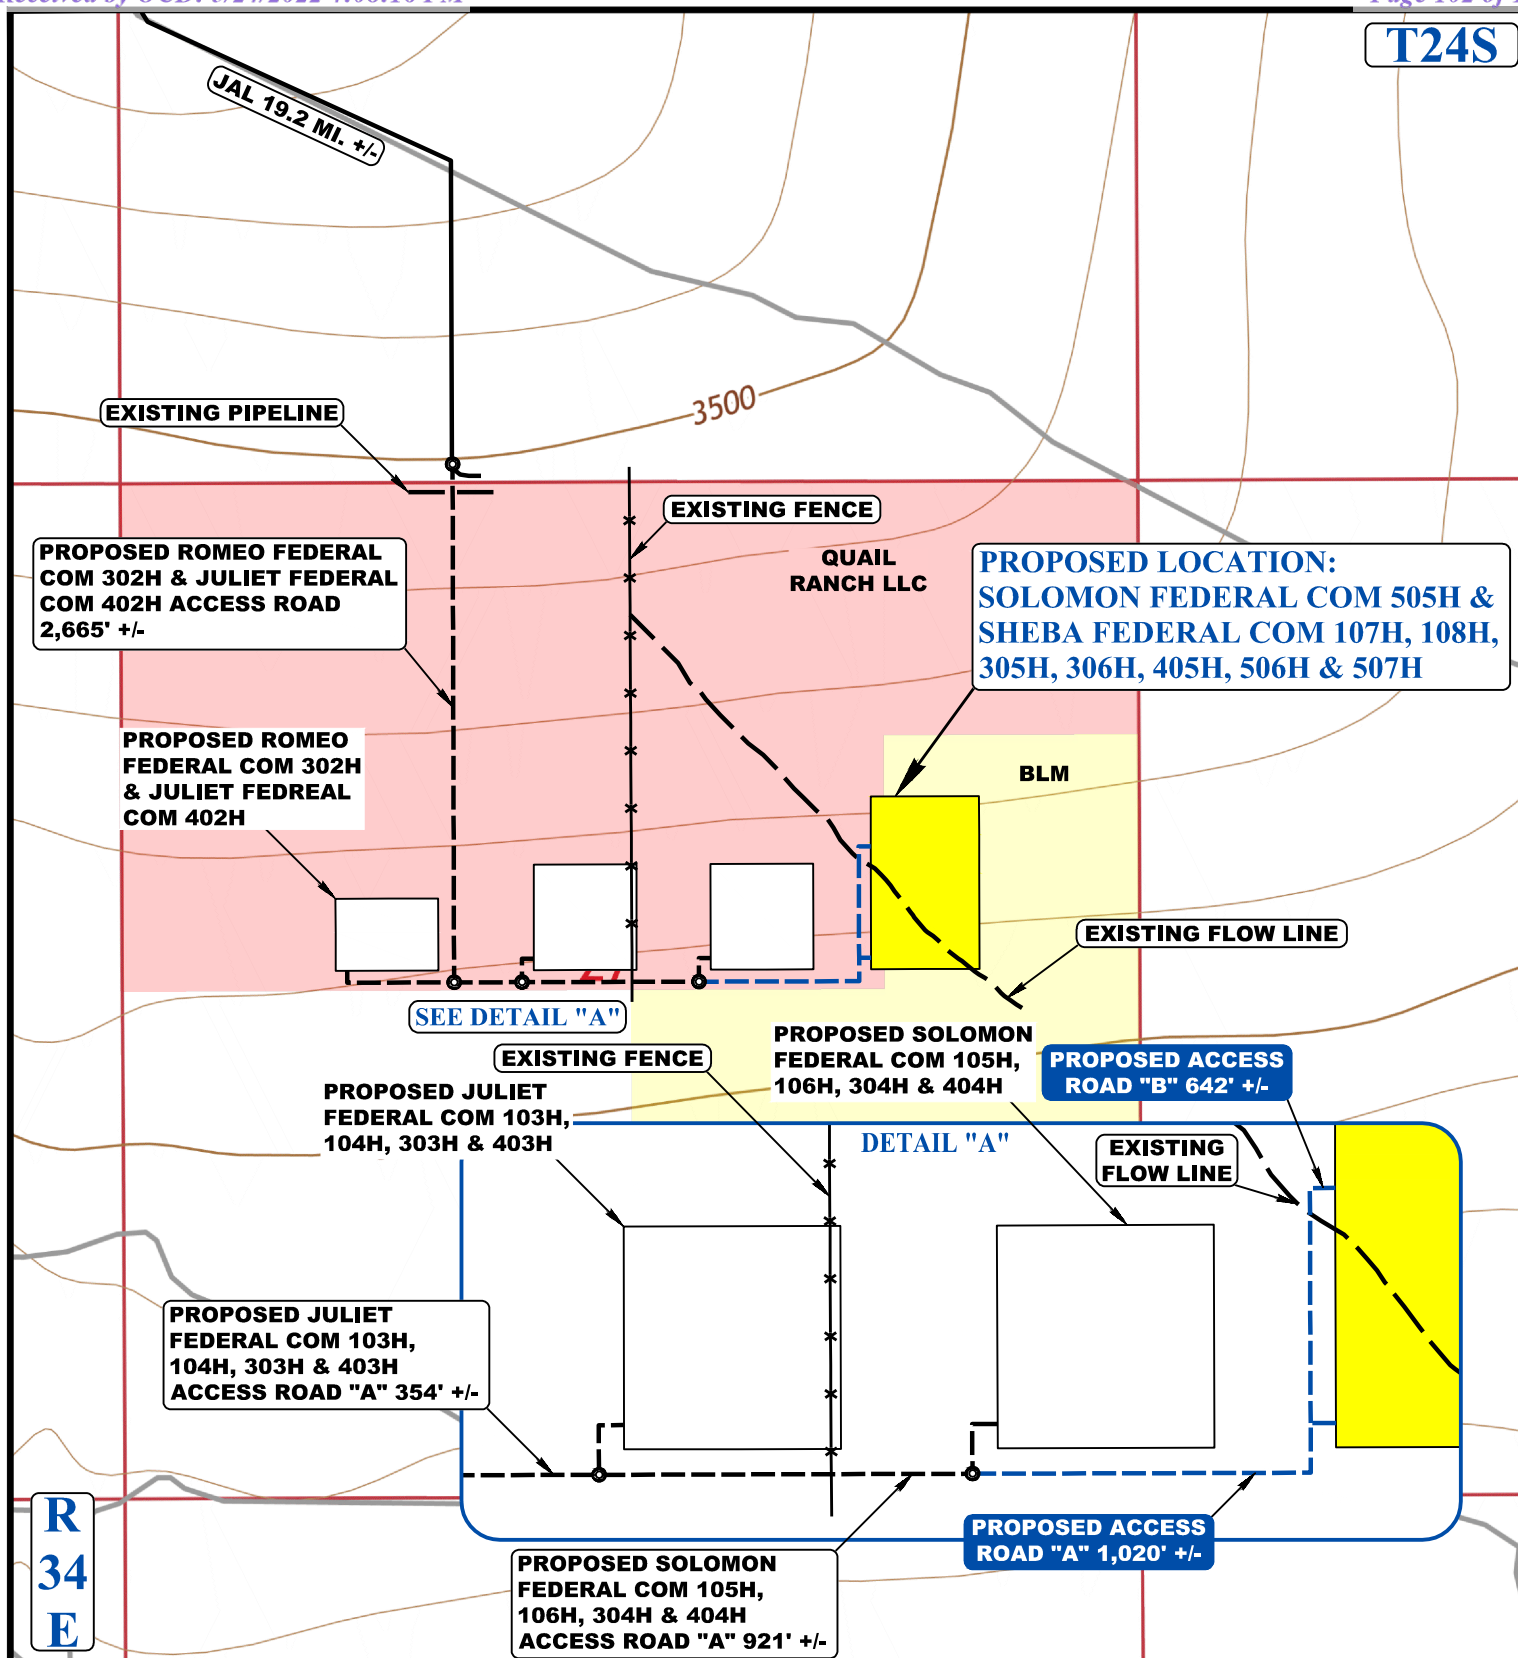 T24S
JAL 19.2 MI. +/-
3500
EXISTING PIPELINE
EXISTING FENCE
QUAIL
RANCH LLC
PROPOSED ROMEO FEDERAL
COM 302H & JULIET FEDERAL
COM 402H ACCESS ROAD
2,665' +/-
PROPOSED LOCATION:
SOLOMON FEDERAL COM 505H &
SHEBA FEDERAL COM 107H, 108H,
305H, 306H, 405H, 506H & 507H
PROPOSED ROMEO
FEDERAL COM 302H
& JULIET FEDREAL
COM 402H
BLM
EXISTING FLOW LINE
SEE DETAIL "A"
EXISTING FENCE
PROPOSED SOLOMON
FEDERAL COM 105H,
106H, 304H & 404H
PROPOSED ACCESS
ROAD "B" 642' +/-
PROPOSED JULIET
FEDERAL COM 103H,
104H, 303H & 403H
DETAIL "A"
EXISTING
FLOW LINE
PROPOSED JULIET
FEDERAL COM 103H,
104H, 303H & 403H
ACCESS ROAD "A" 354' +/-
PROPOSED ACCESS
ROAD "A" 1,020' +/-
PROPOSED SOLOMON
FEDERAL COM 105H,
106H, 304H & 404H
ACCESS ROAD "A" 921' +/-
R
34
E